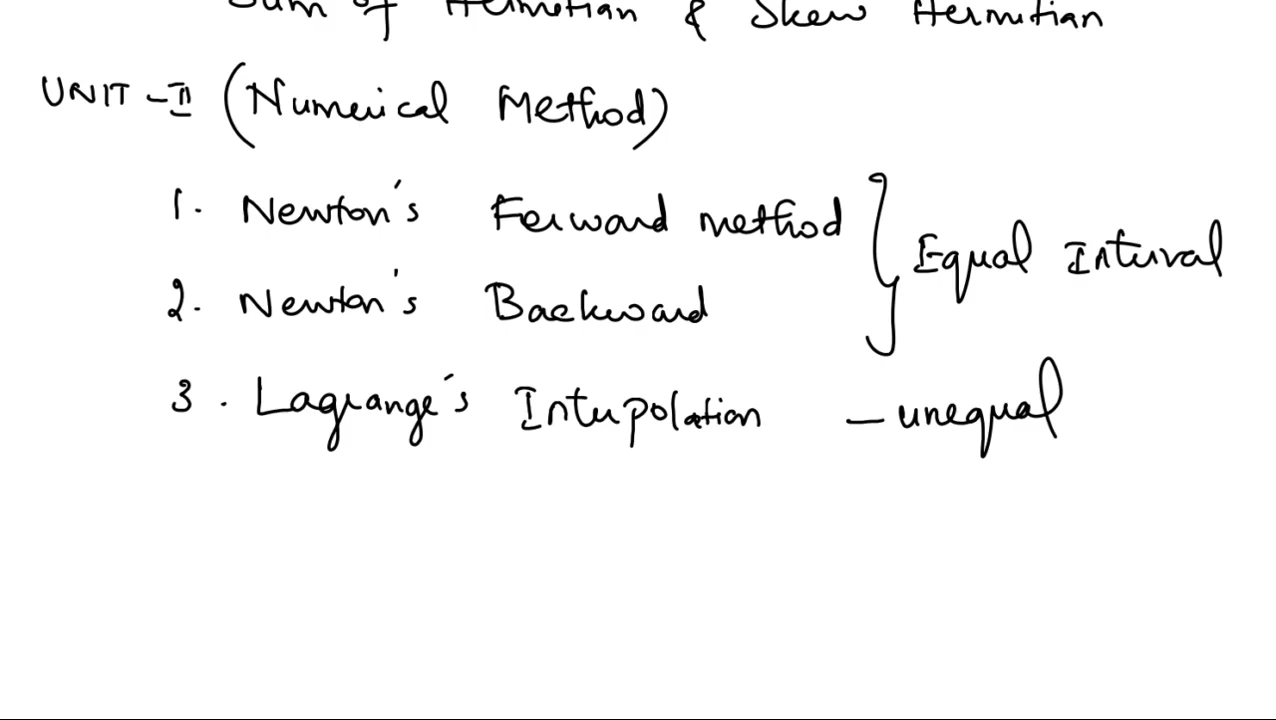 Sum of Hermitian & Skew Hermitian
UNIT - II (Numerical Method)
1. Newton's Forward method } Equal Interval
2. Newton's Backward
3. Lagrange's Interpolation - unequal